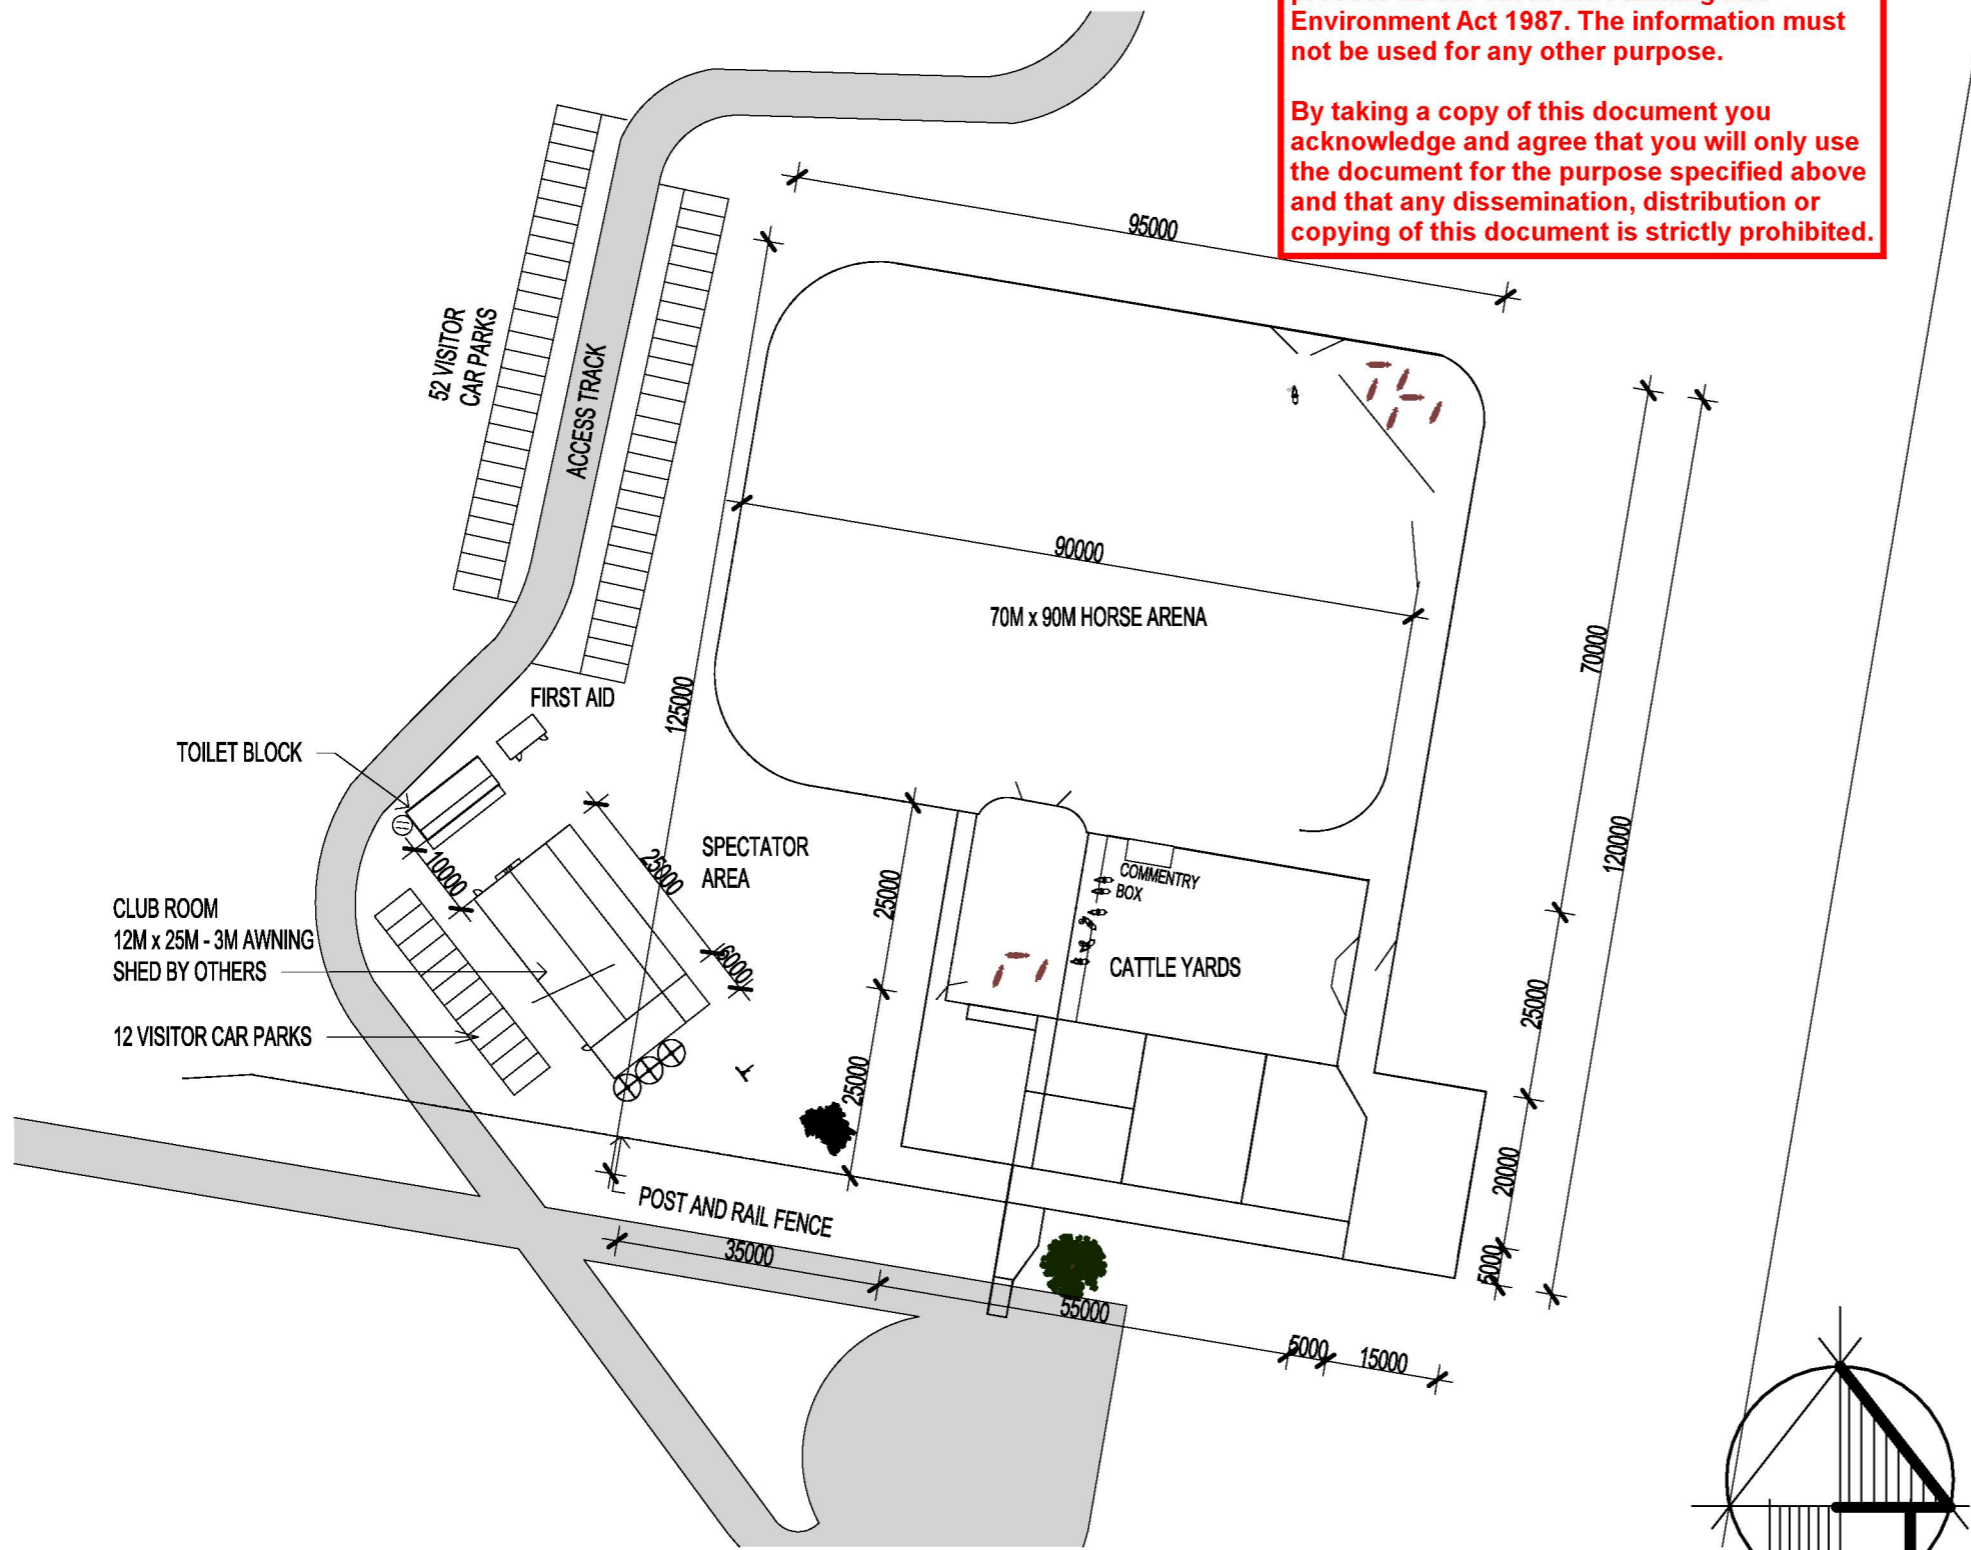 Environment Act 1987. The information must
not be used for any other purpose.
By taking a copy of this document you
acknowledge and agree that you will only use
the document for the purpose specified above
and that any dissemination, distribution or
copying of this document is strictly prohibited.
95000
52 VISITOR
CAR PARKS
ACCESS TRACK
90000
70M x 90M HORSE ARENA
70000
120000
125000
FIRST AID
TOILET BLOCK
10000
25000
SPECTATOR
AREA
6000
25000
COMMENTRY
BOX
CATTLE YARDS
CLUB ROOM
12M x 25M - 3M AWNING
SHED BY OTHERS
12 VISITOR CAR PARKS
25000
25000
20000
5000
POST AND RAIL FENCE
35000
55000
5000
15000